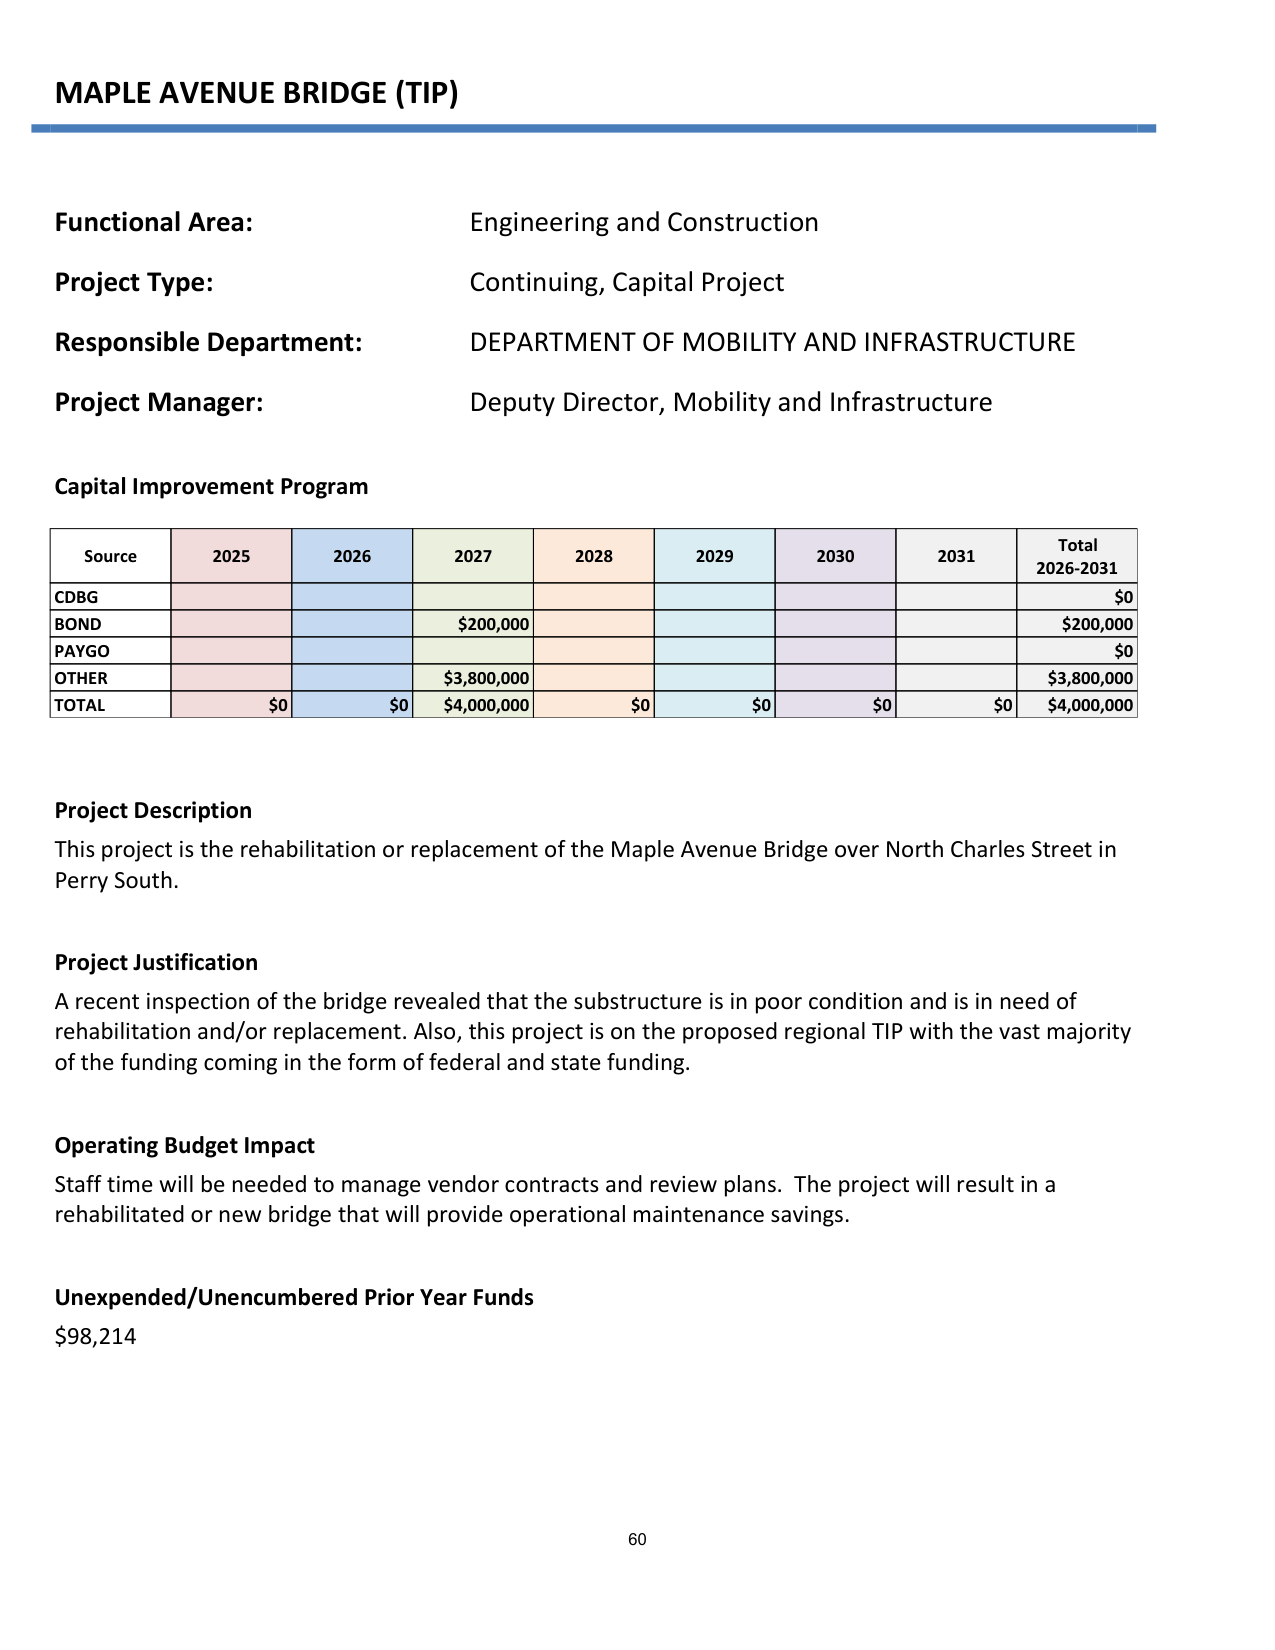 MAPLE AVENUE BRIDGE (TIP)
Functional Area: Engineering and Construction
Project Type: Continuing, Capital Project
Responsible Department: DEPARTMENT OF MOBILITY AND INFRASTRUCTURE
Project Manager: Deputy Director, Mobility and Infrastructure
Capital Improvement Program
Source 2025 2026 2027 2028 2029 2030 2031 Total 2026-2031
CDBG $0
BOND $200,000 $200,000
PAYGO $0
OTHER $3,800,000 $3,800,000
TOTAL $0 $0 $4,000,000 $0 $0 $0 $0 $4,000,000
Project Description
This project is the rehabilitation or replacement of the Maple Avenue Bridge over North Charles Street in
Perry South.
Project Justification
A recent inspection of the bridge revealed that the substructure is in poor condition and is in need of
rehabilitation and/or replacement. Also, this project is on the proposed regional TIP with the vast majority
of the funding coming in the form of federal and state funding.
Operating Budget Impact
Staff time will be needed to manage vendor contracts and review plans.  The project will result in a
rehabilitated or new bridge that will provide operational maintenance savings.
Unexpended/Unencumbered Prior Year Funds
$98,214
60